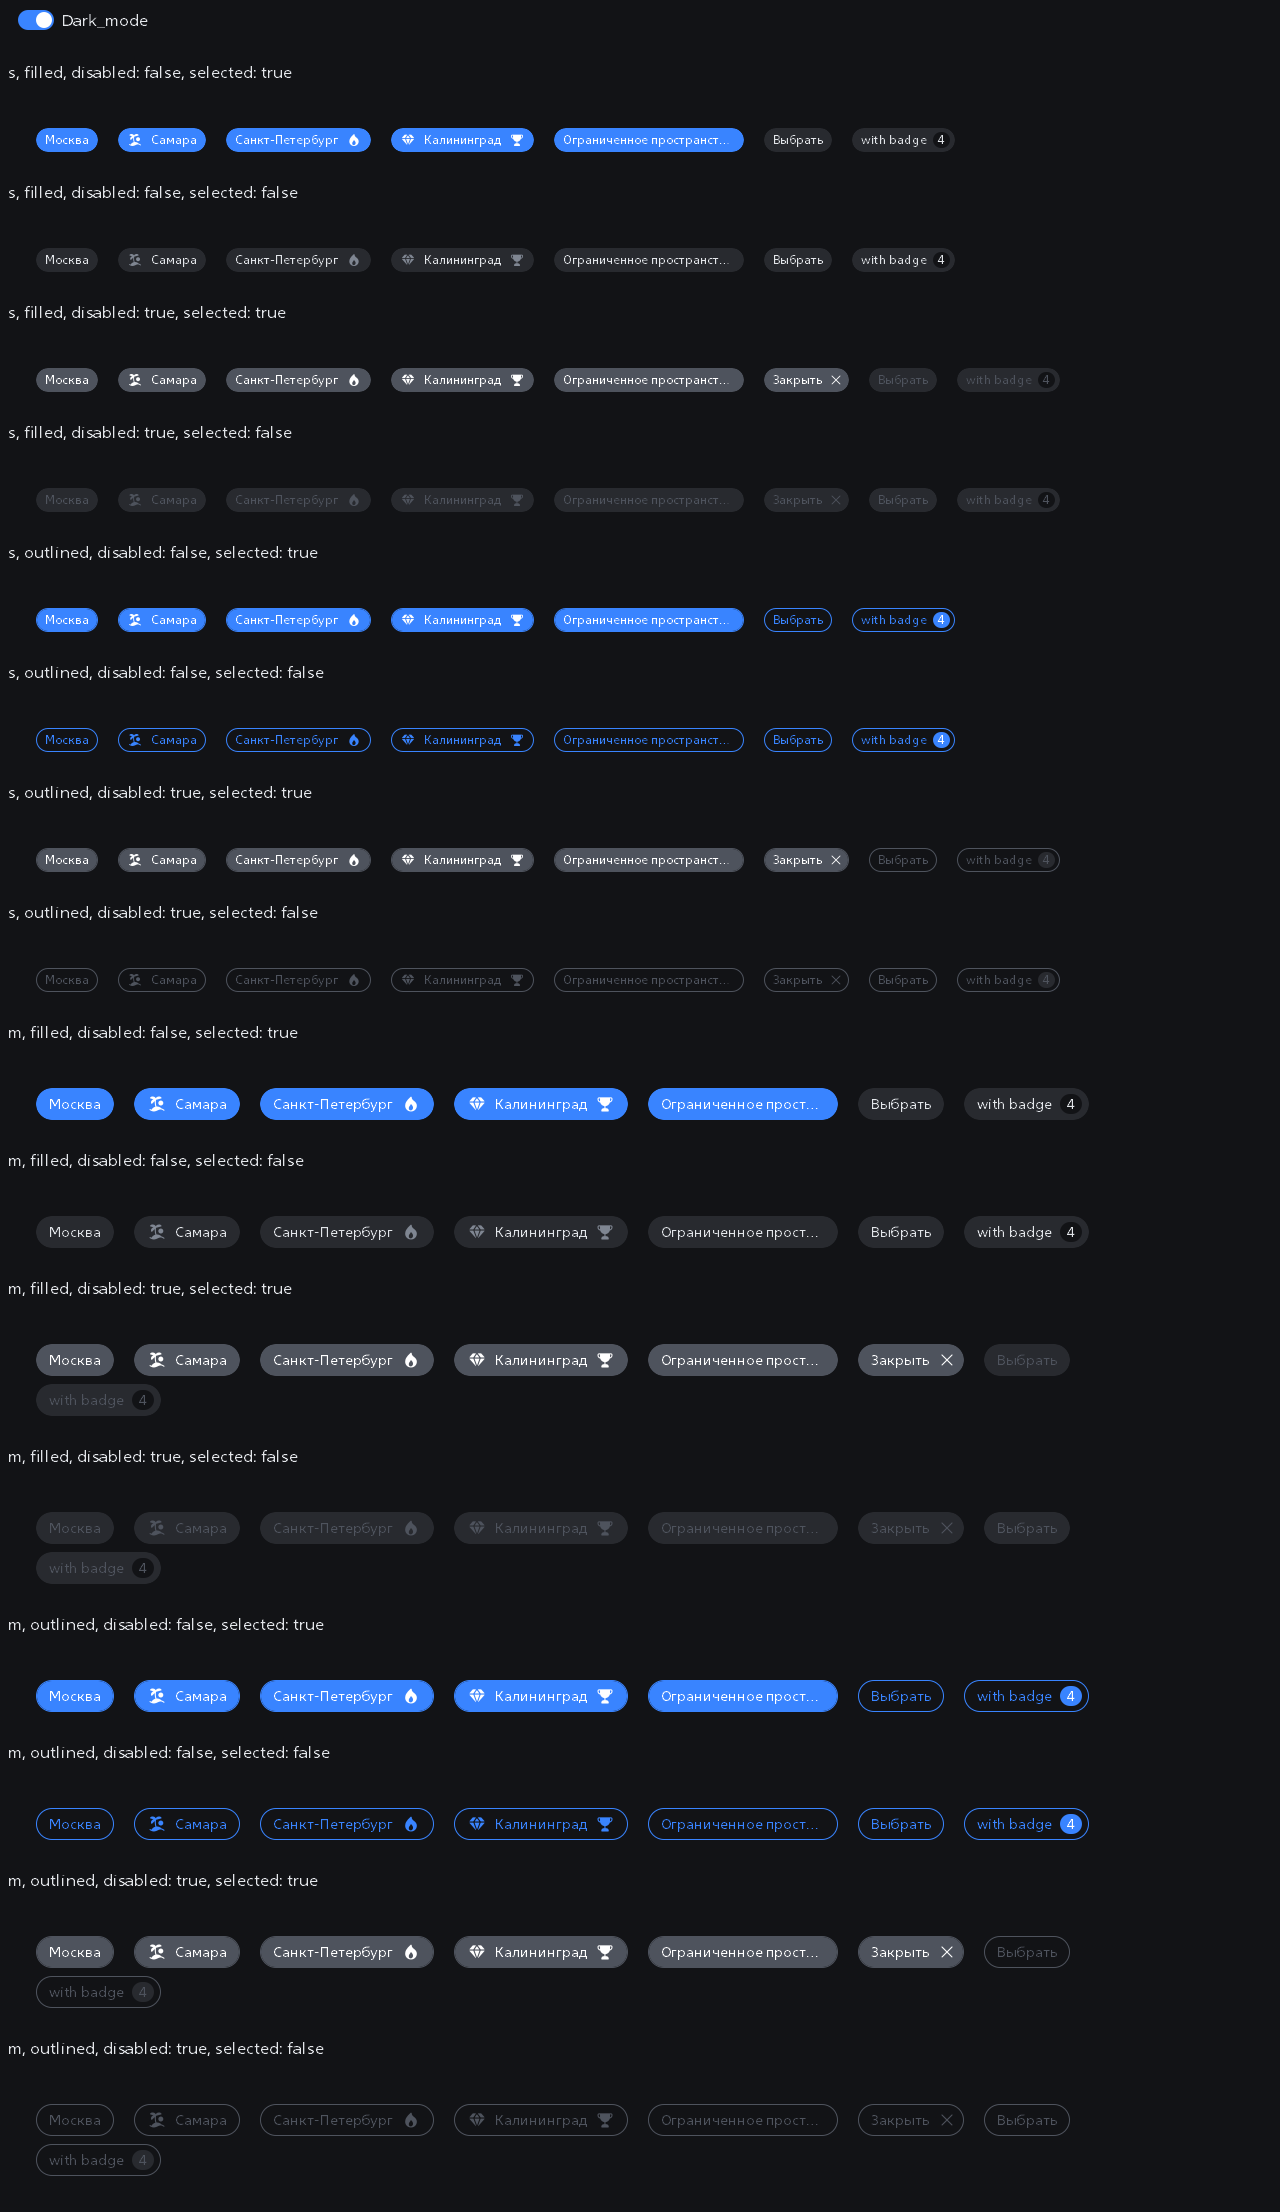 Dark_mode
s, filled, disabled: false, selected: true
Москва Самара Санкт-Петербург Калининград Ограниченное пространст... Выбрать with badge 4
s, filled, disabled: false, selected: false
Москва Самара Санкт-Петербург Калининград Ограниченное пространст... Выбрать with badge 4
s, filled, disabled: true, selected: true
Москва Самара Санкт-Петербург Калининград Ограниченное пространст... Закрыть Выбрать with badge 4
s, filled, disabled: true, selected: false
Москва Самара Санкт-Петербург Калининград Ограниченное пространст... Закрыть Выбрать with badge 4
s, outlined, disabled: false, selected: true
Москва Самара Санкт-Петербург Калининград Ограниченное пространст... Выбрать with badge 4
s, outlined, disabled: false, selected: false
Москва Самара Санкт-Петербург Калининград Ограниченное пространст... Выбрать with badge 4
s, outlined, disabled: true, selected: true
Москва Самара Санкт-Петербург Калининград Ограниченное пространст... Закрыть Выбрать with badge 4
s, outlined, disabled: true, selected: false
Москва Самара Санкт-Петербург Калининград Ограниченное пространст... Закрыть Выбрать with badge 4
m, filled, disabled: false, selected: true
Москва Самара Санкт-Петербург Калининград Ограниченное прост... Выбрать with badge 4
m, filled, disabled: false, selected: false
Москва Самара Санкт-Петербург Калининград Ограниченное прост... Выбрать with badge 4
m, filled, disabled: true, selected: true
Москва Самара Санкт-Петербург Калининград Ограниченное прост... Закрыть Выбрать
with badge 4
m, filled, disabled: true, selected: false
Москва Самара Санкт-Петербург Калининград Ограниченное прост... Закрыть Выбрать
with badge 4
m, outlined, disabled: false, selected: true
Москва Самара Санкт-Петербург Калининград Ограниченное прост... Выбрать with badge 4
m, outlined, disabled: false, selected: false
Москва Самара Санкт-Петербург Калининград Ограниченное прост... Выбрать with badge 4
m, outlined, disabled: true, selected: true
Москва Самара Санкт-Петербург Калининград Ограниченное прост... Закрыть Выбрать
with badge 4
m, outlined, disabled: true, selected: false
Москва Самара Санкт-Петербург Калининград Ограниченное прост... Закрыть Выбрать
with badge 4